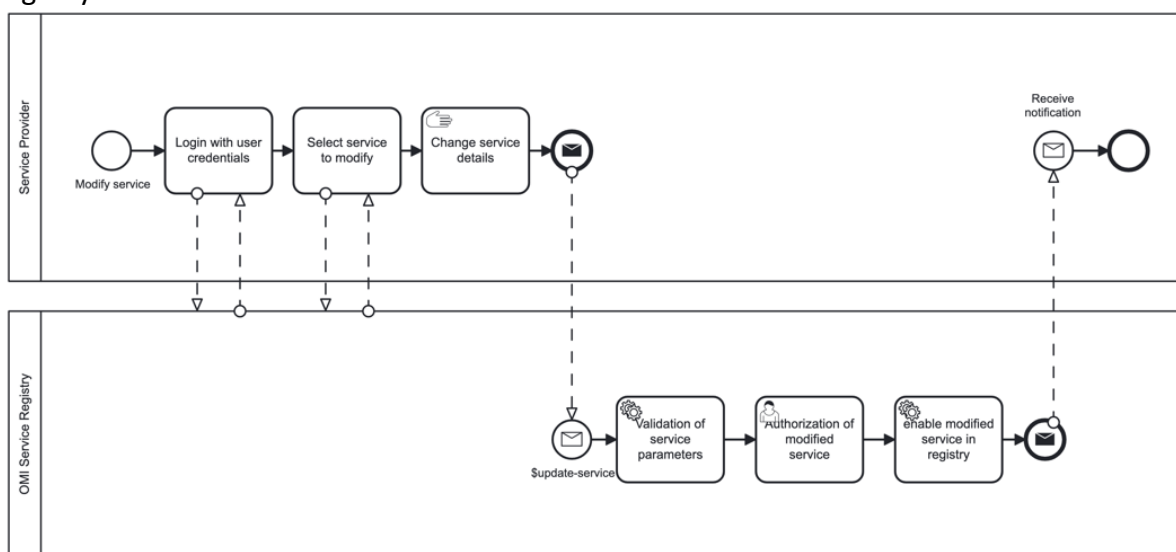 Service Provider
Modify service
Login with user
credentials
Select service
to modify
Change service
details
Receive
notification
OMI Service Registry
$update-service
Validation of
service
parameters
Authorization of
modified
service
enable modified
service in
registry